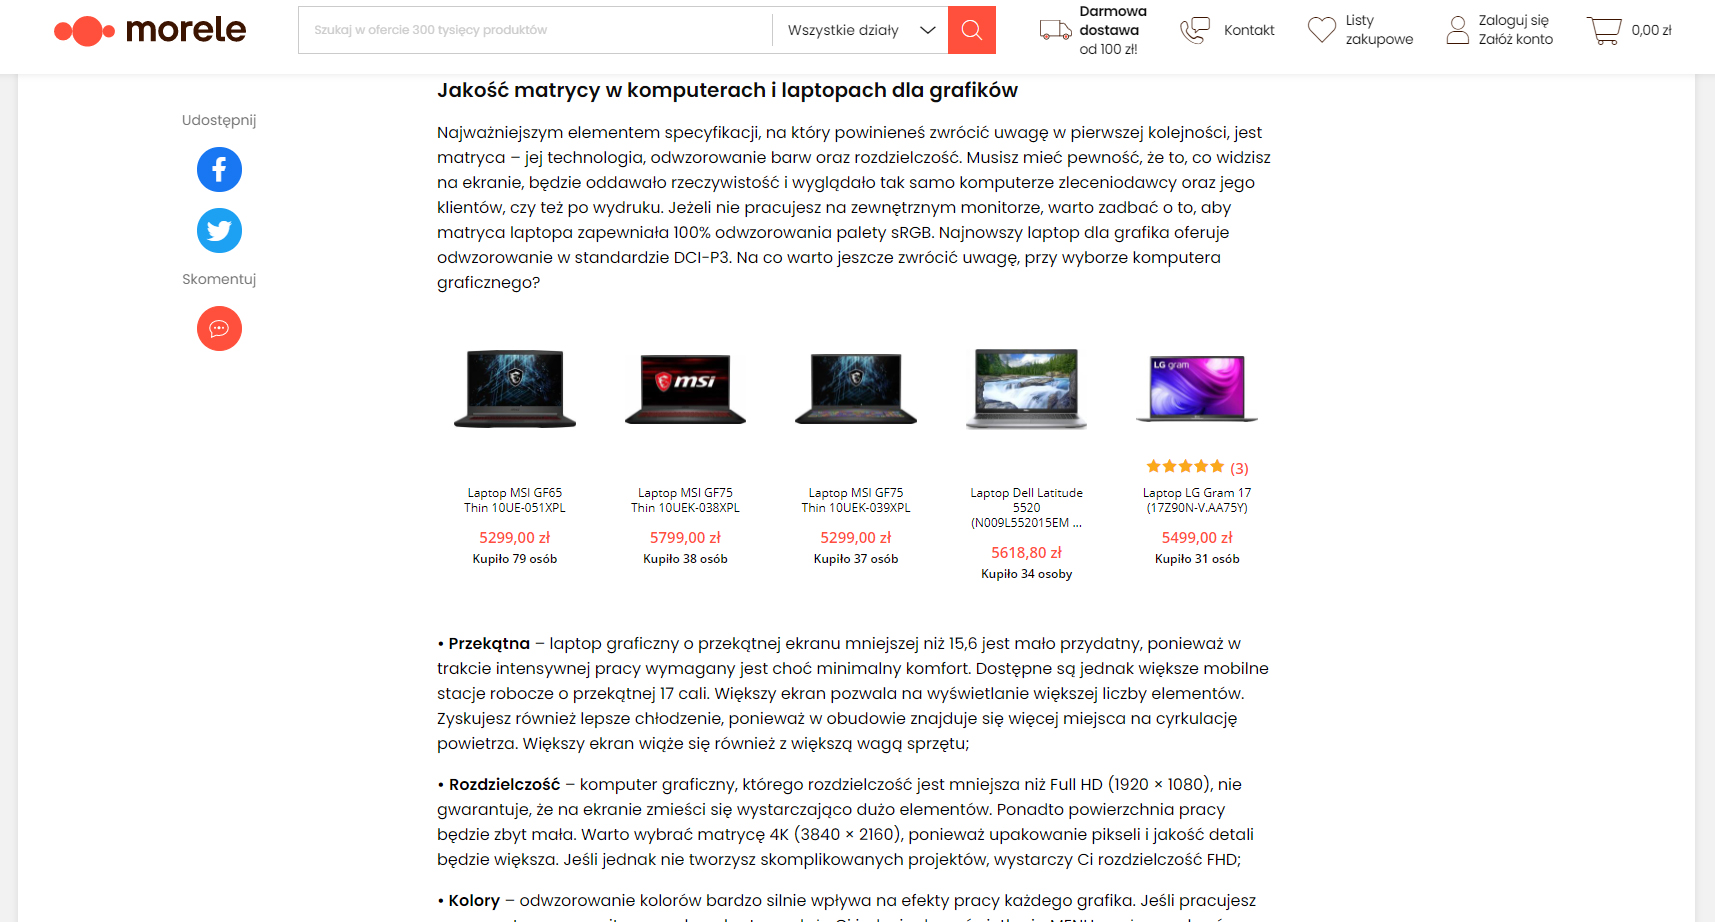 morele
Szukaj w ofercie 300 tysięcy produktów
Wszystkie działy
Darmowa
dostawa
od 100 zł!
Kontakt
Listy
zakupowe
Zaloguj się
Załóż konto
0,00 zł
Udostępnij
Skomentuj
Jakość matrycy w komputerach i laptopach dla grafików
Najważniejszym elementem specyfikacji, na który powinieneś zwrócić uwagę w pierwszej kolejności, jest
matryca – jej technologia, odwzorowanie barw oraz rozdzielczość. Musisz mieć pewność, że to, co widzisz
na ekranie, będzie oddawało rzeczywistość i wyglądało tak samo komputerze zleceniodawcy oraz jego
klientów, czy też po wydruku. Jeżeli nie pracujesz na zewnętrznym monitorze, warto zadbać o to, aby
matryca laptopa zapewniała 100% odwzorowania palety sRGB. Najnowszy laptop dla grafika oferuje
odwzorowanie w standardzie DCI-P3. Na co warto jeszcze zwrócić uwagę, przy wyborze komputera
graficznego?
msi
LG gram
Laptop MSI GF65
Thin 10UE-051XPL
5299,00 zł
Kupiło 79 osób
Laptop MSI GF75
Thin 10UEK-038XPL
5799,00 zł
Kupiło 38 osób
Laptop MSI GF75
Thin 10UEK-039XPL
5299,00 zł
Kupiło 37 osób
Laptop Dell Latitude
5520
(N009L552015EM ...
5618,80 zł
Kupiło 34 osoby
(3)
Laptop LG Gram 17
(17Z90N-V.AA75Y)
5499,00 zł
Kupiło 31 osób
• Przekątna – laptop graficzny o przekątnej ekranu mniejszej niż 15,6 jest mało przydatny, ponieważ w
trakcie intensywnej pracy wymagany jest choć minimalny komfort. Dostępne są jednak większe mobilne
stacje robocze o przekątnej 17 cali. Większy ekran pozwala na wyświetlanie większej liczby elementów.
Zyskujesz również lepsze chłodzenie, ponieważ w obudowie znajduje się więcej miejsca na cyrkulację
powietrza. Większy ekran wiąże się również z większą wagą sprzętu;
• Rozdzielczość – komputer graficzny, którego rozdzielczość jest mniejsza niż Full HD (1920 × 1080), nie
gwarantuje, że na ekranie zmieści się wystarczająco dużo elementów. Ponadto powierzchnia pracy
będzie zbyt mała. Warto wybrać matrycę 4K (3840 × 2160), ponieważ upakowanie pikseli i jakość detali
będzie większa. Jeśli jednak nie tworzysz skomplikowanych projektów, wystarczy Ci rozdzielczość FHD;
• Kolory – odwzorowanie kolorów bardzo silnie wpływa na efekty pracy każdego grafika. Jeśli pracujesz